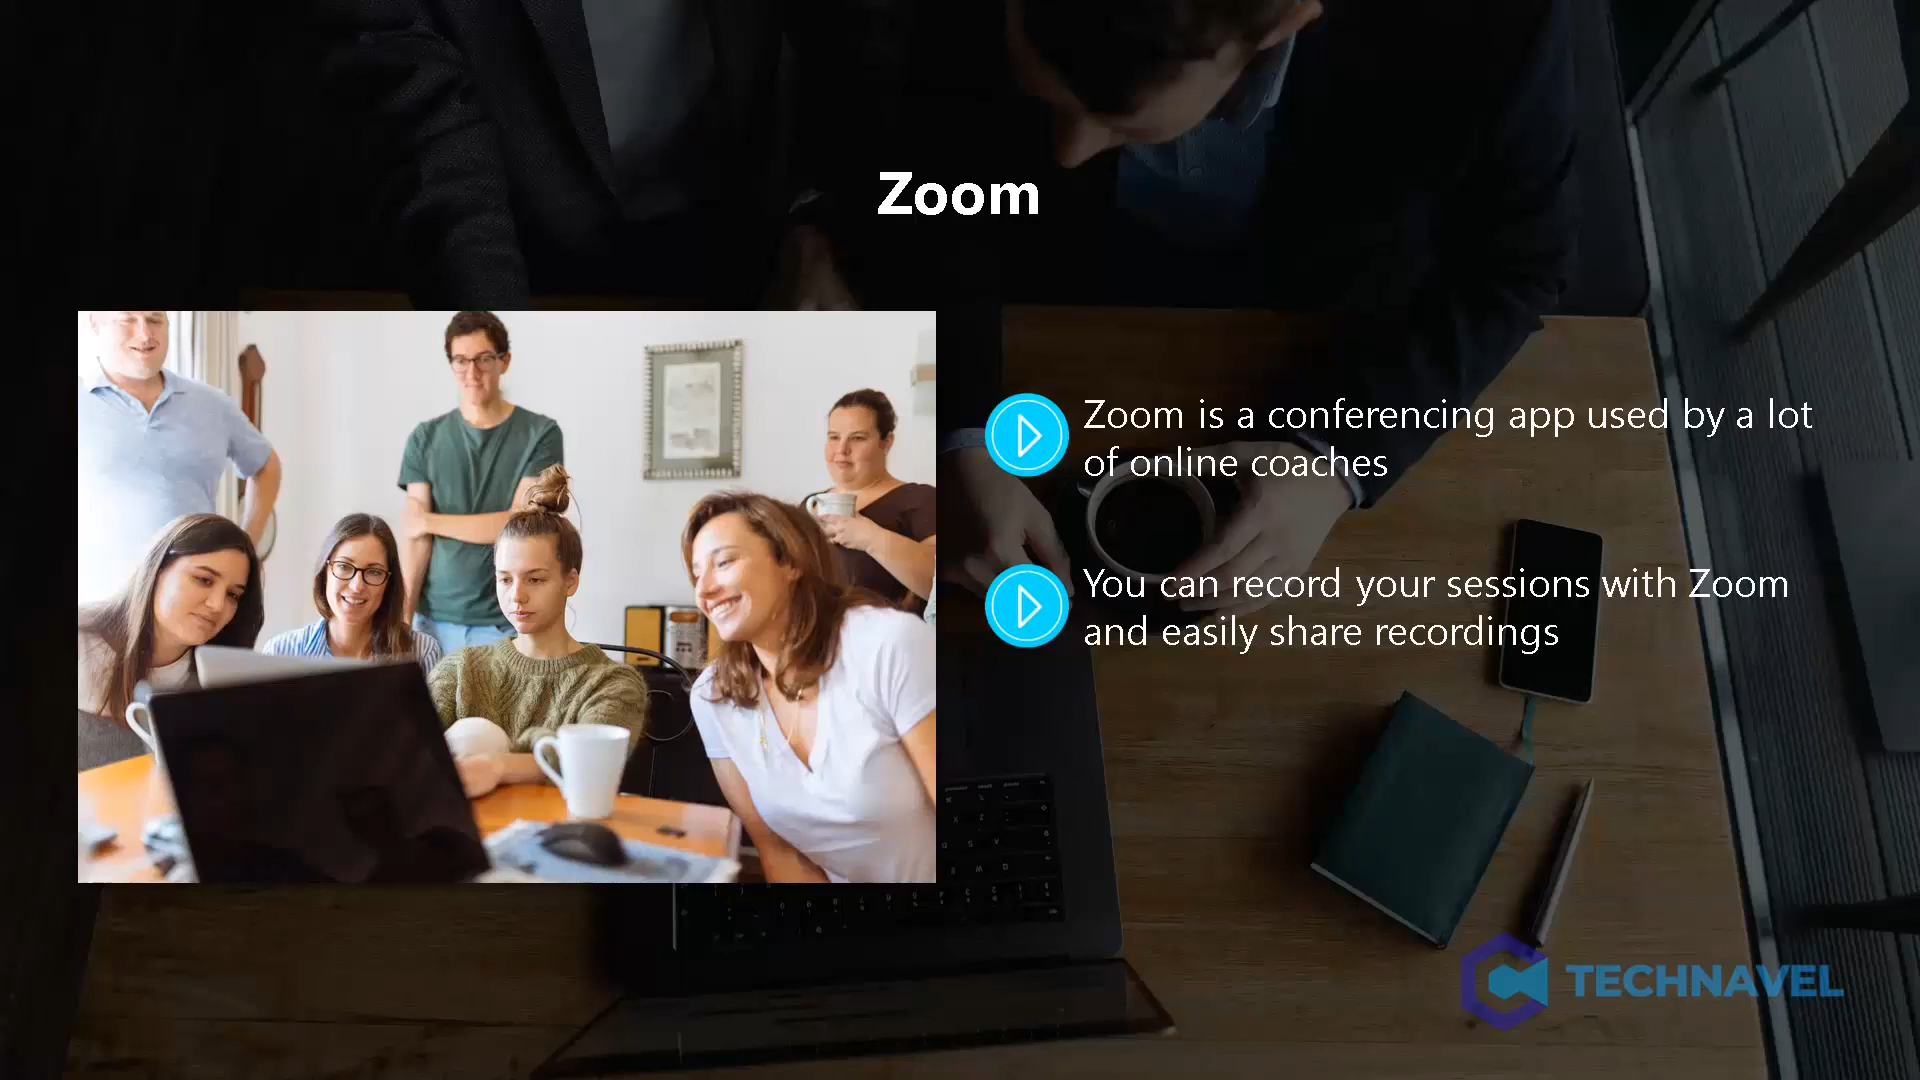 Zoom
Zoom is a conferencing app used by a lot
of online coaches
You can record your sessions with Zoom
and easily share recordings
TECHNAVEL